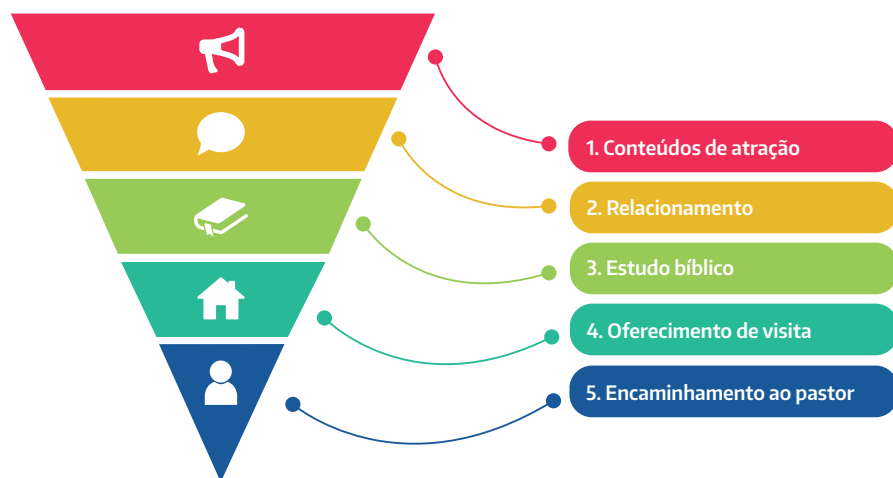 1. Conteúdos de atração
2. Relacionamento
3. Estudo bíblico
4. Oferecimento de visita
5. Encaminhamento ao pastor